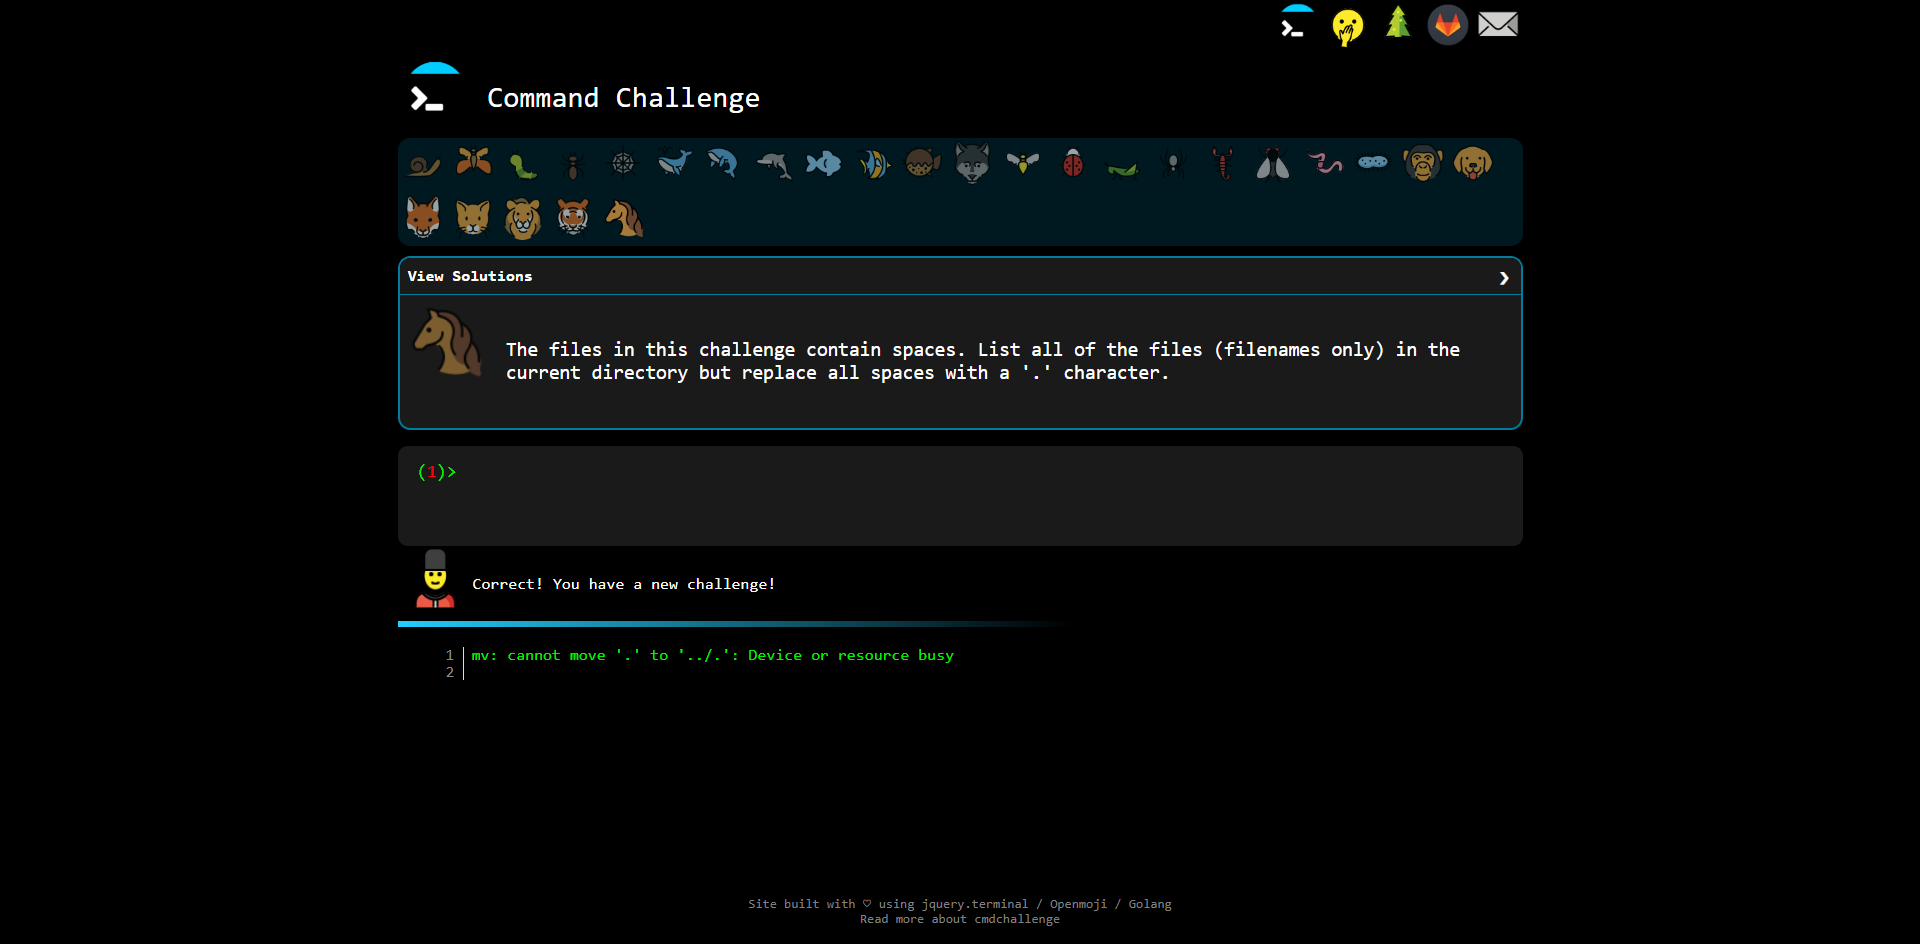 Command Challenge
View Solutions ❯
The files in this challenge contain spaces. List all of the files (filenames only) in the
current directory but replace all spaces with a '.' character.
(1)>
Correct! You have a new challenge!
1 mv: cannot move '.' to '../.': Device or resource busy
2
Site built with ♡ using jquery.terminal / Openmoji / Golang
Read more about cmdchallenge